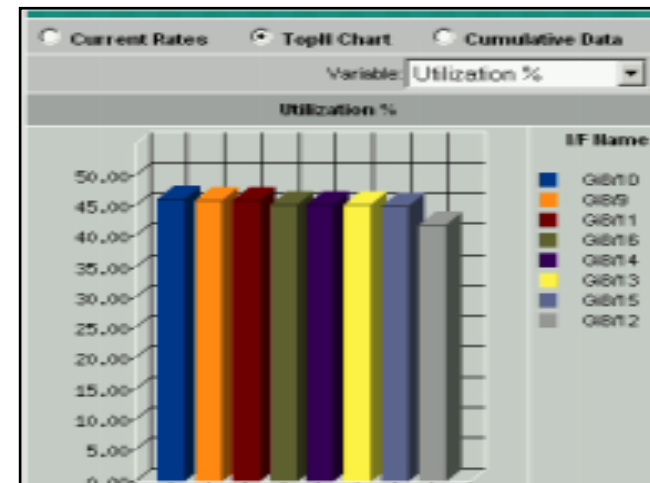 Current Rates TopN Chart Cumulative Data
Variable: Utilization %
Utilization %
I/F Name
50.00
45.00
40.00
35.00
30.00
25.00
20.00
15.00
10.00
5.00
0.00
Gi8/10
Gi8/9
Gi8/11
Gi8/16
Gi8/14
Gi8/13
Gi8/15
Gi8/12